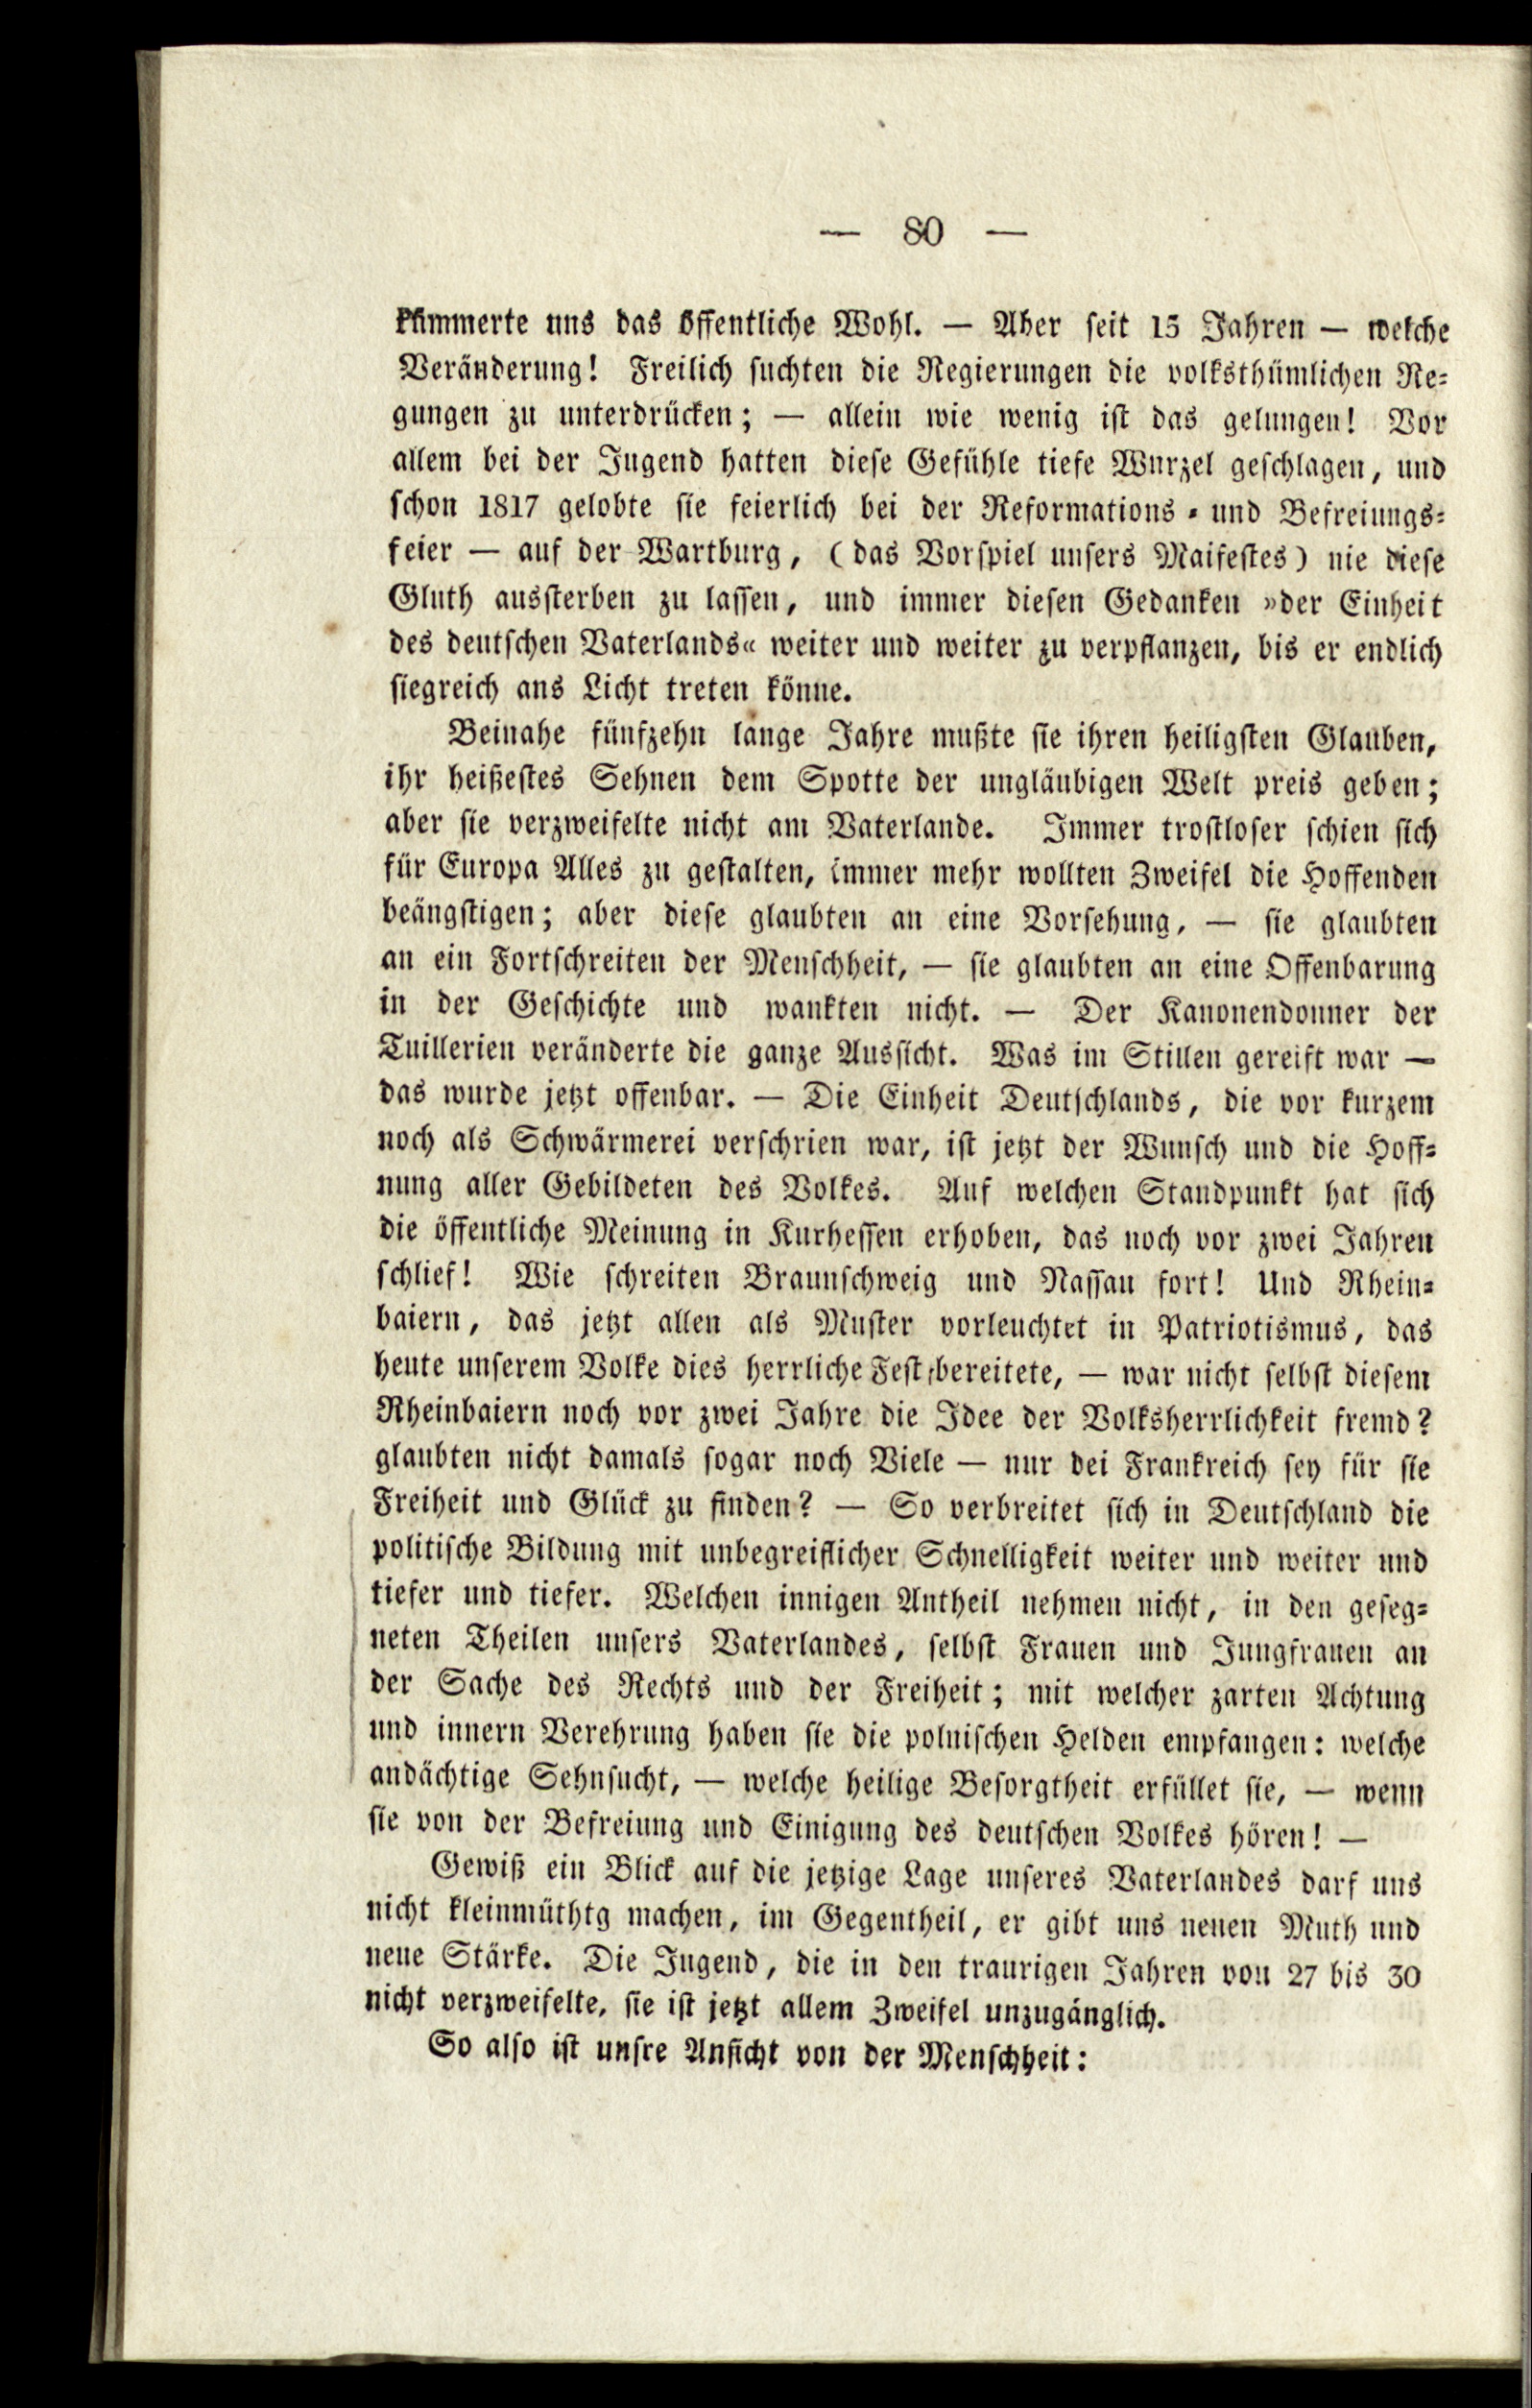 — 80 —
kümmerte uns das öffentliche Wohl. — Aber seit 15 Jahren — welche
Veränderung! Freilich suchten die Regierungen die volksthümlichen Re-
gungen zu unterdrücken; — allein wie wenig ist das gelungen! Vor
allem bei der Jugend hatten diese Gefühle tiefe Wurzel geschlagen, und
schon 1817 gelobte sie feierlich bei der Reformations- und Befreiungs-
feier — auf der Wartburg, (das Vorspiel unsers Maifestes) nie diese
Gluth aussterben zu lassen, und immer diesen Gedanken »der Einheit
des deutschen Vaterlands« weiter und weiter zu verpflanzen, bis er endlich
siegreich ans Licht treten könne.
Beinahe fünfzehn lange Jahre mußte sie ihren heiligsten Glauben,
ihr heißestes Sehnen dem Spotte der ungläubigen Welt preis geben;
aber sie verzweifelte nicht am Vaterlande. Immer trostloser schien sich
für Europa Alles zu gestalten, immer mehr wollten Zweifel die Hoffenden
beängstigen; aber diese glaubten an eine Vorsehung, — sie glaubten
an ein Fortschreiten der Menschheit, — sie glaubten an eine Offenbarung
in der Geschichte und wankten nicht. — Der Kanonendonner der
Tuillerien veränderte die ganze Aussicht. Was im Stillen gereift war —
das wurde jetzt offenbar. — Die Einheit Deutschlands, die vor kurzem
noch als Schwärmerei verschrien war, ist jetzt der Wunsch und die Hoff-
nung aller Gebildeten des Volkes. Auf welchen Standpunkt hat sich
die öffentliche Meinung in Kurhessen erhoben, das noch vor zwei Jahren
schlief! Wie schreiten Braunschweig und Nassau fort! Und Rhein-
baiern, das jetzt allen als Muster vorleuchtet in Patriotismus, das
heute unserem Volke dies herrliche Fest bereitete, — war nicht selbst diesem
Rheinbaiern noch vor zwei Jahre die Idee der Volksherrlichkeit fremd?
glaubten nicht damals sogar noch Viele — nur dei Frankreich sey für sie
Freiheit und Glück zu finden? — So verbreitet sich in Deutschland die
politische Bildung mit unbegreiflicher Schnelligkeit weiter und weiter und
tiefer und tiefer. Welchen innigen Antheil nehmen nicht, in den geseg-
neten Theilen unsers Vaterlandes, selbst Frauen und Jungfrauen an
der Sache des Rechts und der Freiheit; mit welcher zarten Achtung
und innern Verehrung haben sie die polnischen Helden empfangen: welche
andächtige Sehnsucht, — welche heilige Besorgtheit erfüllet sie, — wenn
sie von der Befreiung und Einigung des deutschen Volkes hören! —
Gewiß ein Blick auf die jetzige Lage unseres Vaterlandes darf uns
nicht kleinmüthtg machen, im Gegentheil, er gibt uns neuen Muth und
neue Stärke. Die Jugend, die in den traurigen Jahren von 27 bis 30
nicht verzweifelte, sie ist jetzt allem Zweifel unzugänglich.
So also ist unsre Ansicht von der Menschheit: